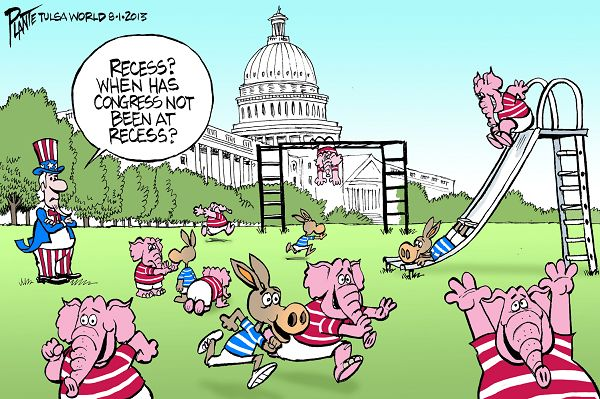 PLANTE TULSA WORLD 8·1·2013
RECESS?
WHEN HAS
CONGRESS NOT
BEEN AT
RECESS?